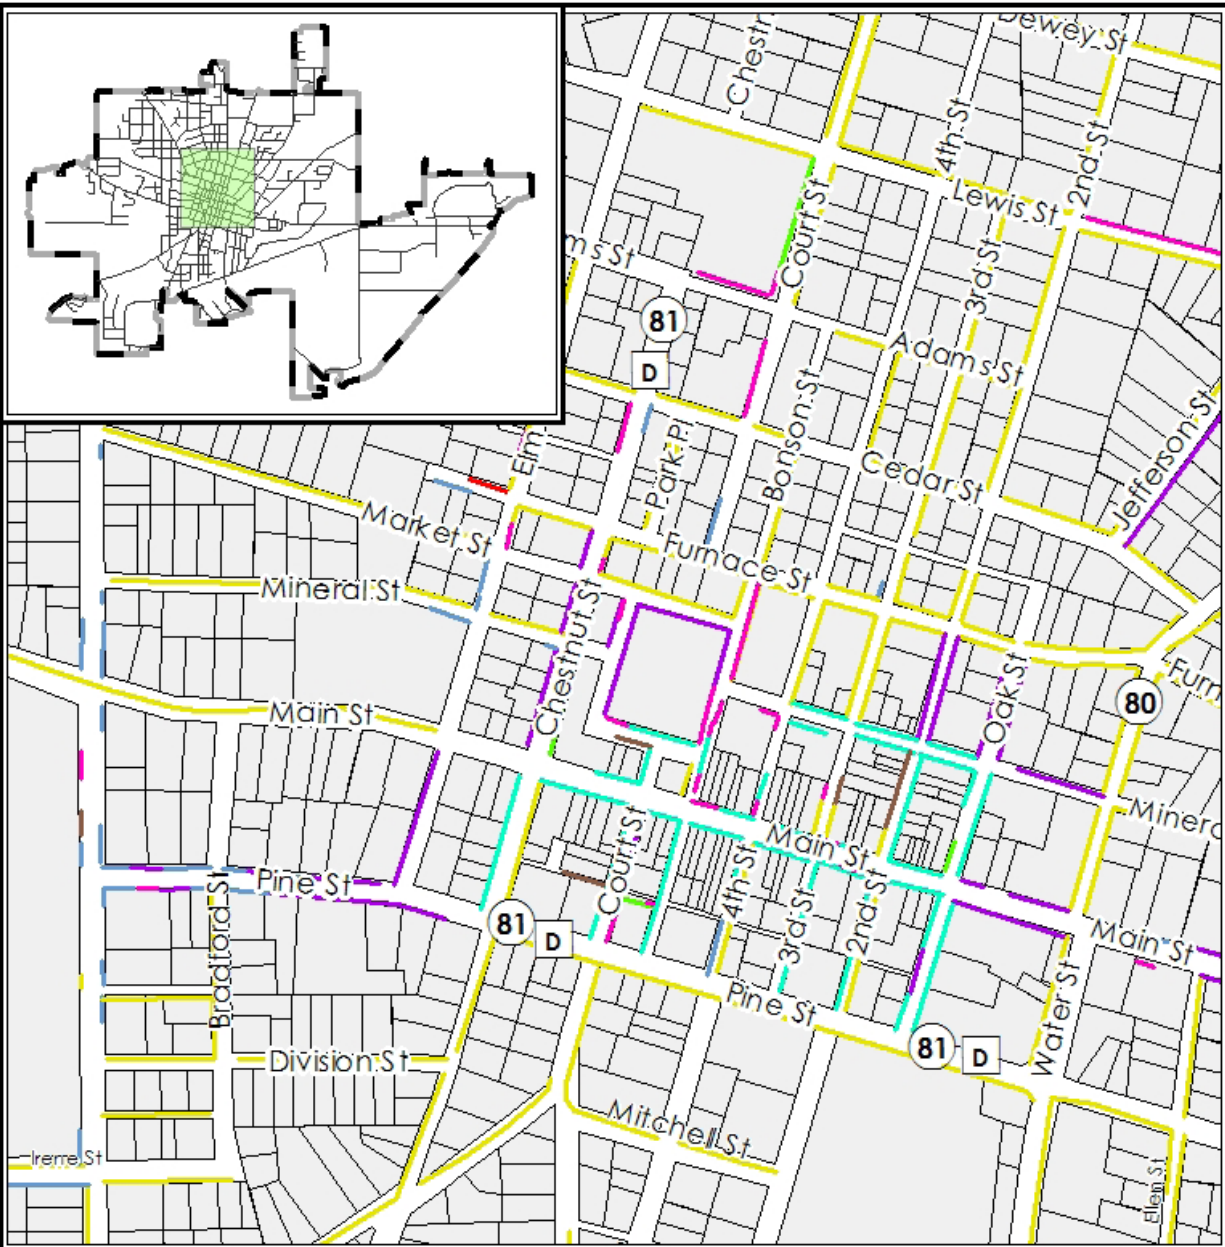 Dewey St
Chestn
4th St
2nd St
Lewis St
Court St
ms St
3rd St
81
D
Adams St
Bonson St
Jefferson St
Elm
Park Pl
Cedar St
Market St
Furnace St
Mineral St
Chestnut St
Oak St
Furn
80
Main St
Minera
Court St
Main St
4th St
Pine St
Bradford St
81
D
3rd St
2nd St
Main St
Pine St
Water St
81
D
Division St
Mitchell St
Irene St
Ellen St